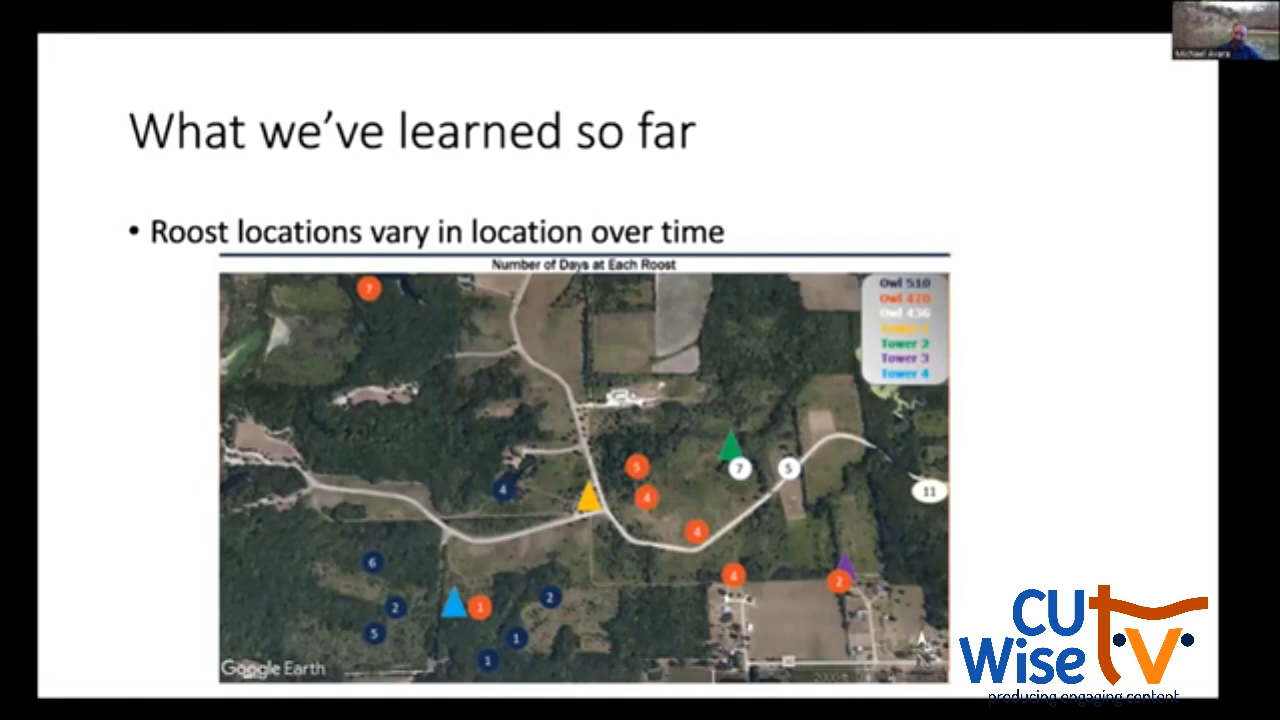 Michael Avara
What we've learned so far
• Roost locations vary in location over time
Number of Days at Each Roost
7
Owl 510
Owl 470
Owl 436
Tower 1
Tower 2
Tower 3
Tower 4
5
7
5
4
4
11
4
6
4
2
2
1
2
5
1
1
Google Earth
CU
Wise
tv
producing engaging content